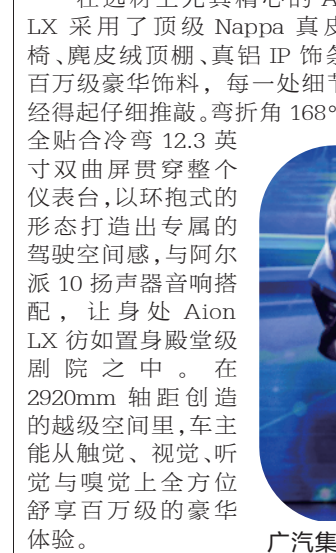 在选材上尤其精心的 A
LX 采用了顶级 Nappa 真皮
椅、麂皮绒顶棚、真铝 IP 饰条
百万级豪华饰料，每一处细节
经得起仔细推敲。弯折角 168°
全贴合冷弯 12.3 英
寸双曲屏贯穿整个
仪表台，以环抱式的
形态打造出专属的
驾驶空间感，与阿尔
派 10 扬声器音响搭
配，让身处 Aion
LX 彷如置身殿堂级
剧院之中。在
2920mm 轴距创造
的越级空间里，车主
能从触觉、视觉、听
觉与嗅觉上全方位
舒享百万级的豪华
体验。
广汽集